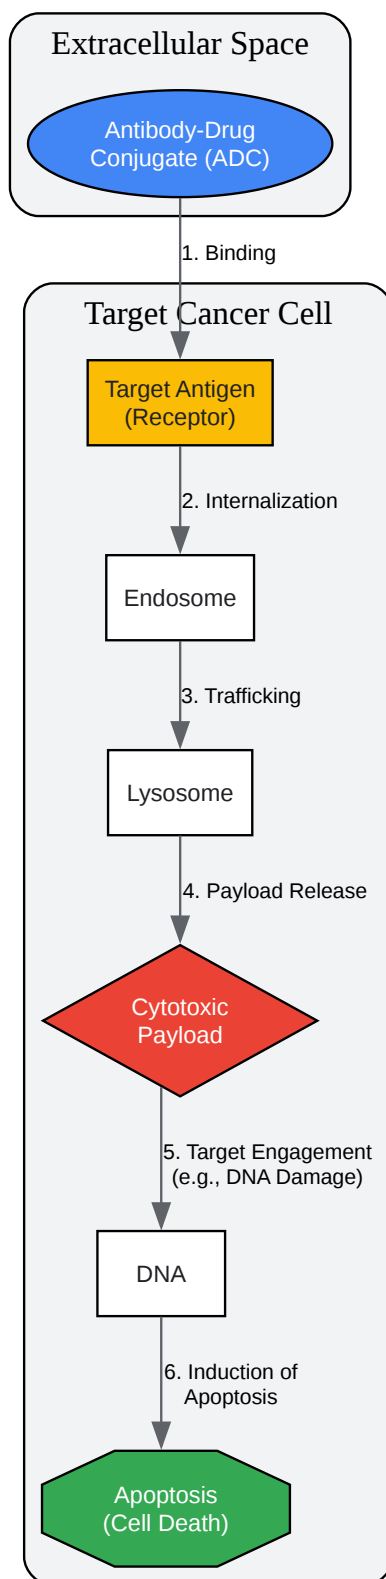 Extracellular Space
Antibody-Drug
Conjugate (ADC)
1. Binding
Target Cancer Cell
Target Antigen
(Receptor)
2. Internalization
Endosome
3. Trafficking
Lysosome
4. Payload Release
Cytotoxic
Payload
5. Target Engagement
(e.g., DNA Damage)
DNA
6. Induction of
Apoptosis
Apoptosis
(Cell Death)